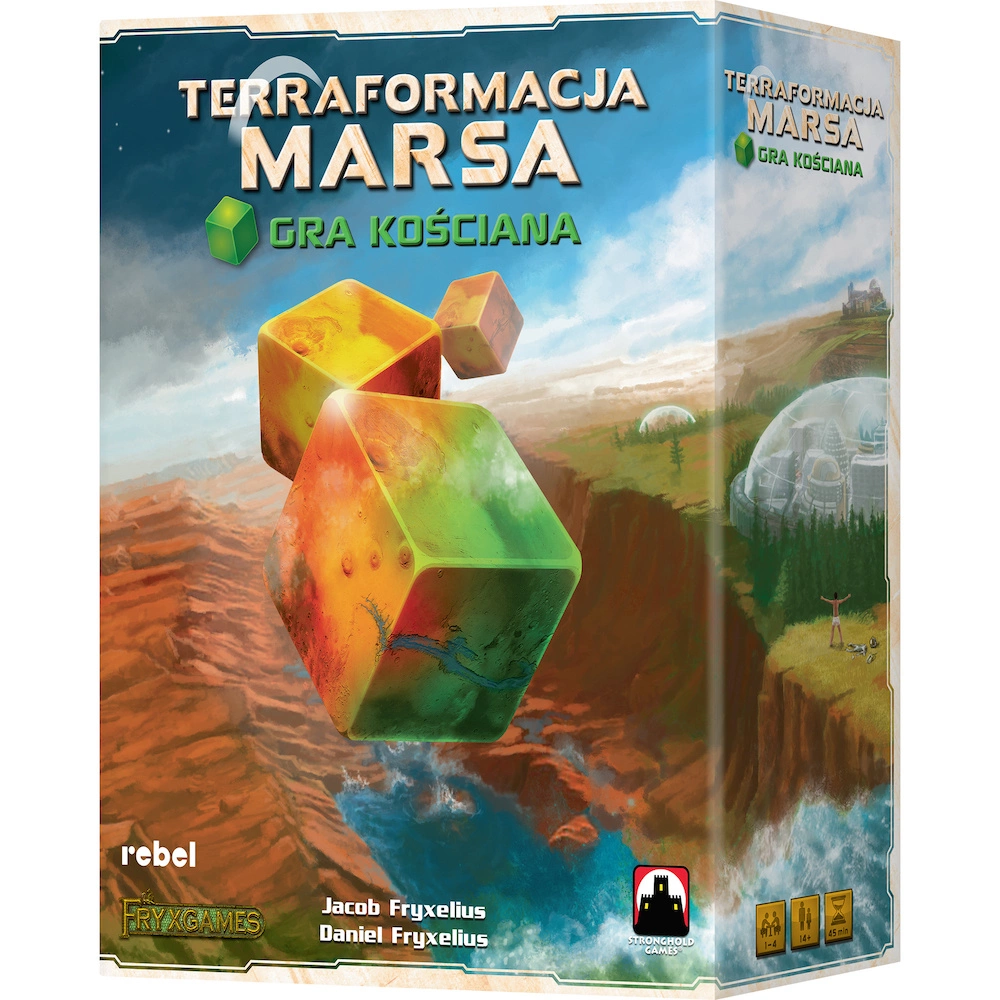 TERRAFORMACJA
MARSA
GRA KOŚCIANA
rebel
FRYXGAMES
Jacob Fryxelius
Daniel Fryxelius
STRONGHOLD
GAMES
TERRAFORMACJA
MARSA
GRA KOŚCIANA
1-4
14+
45 min